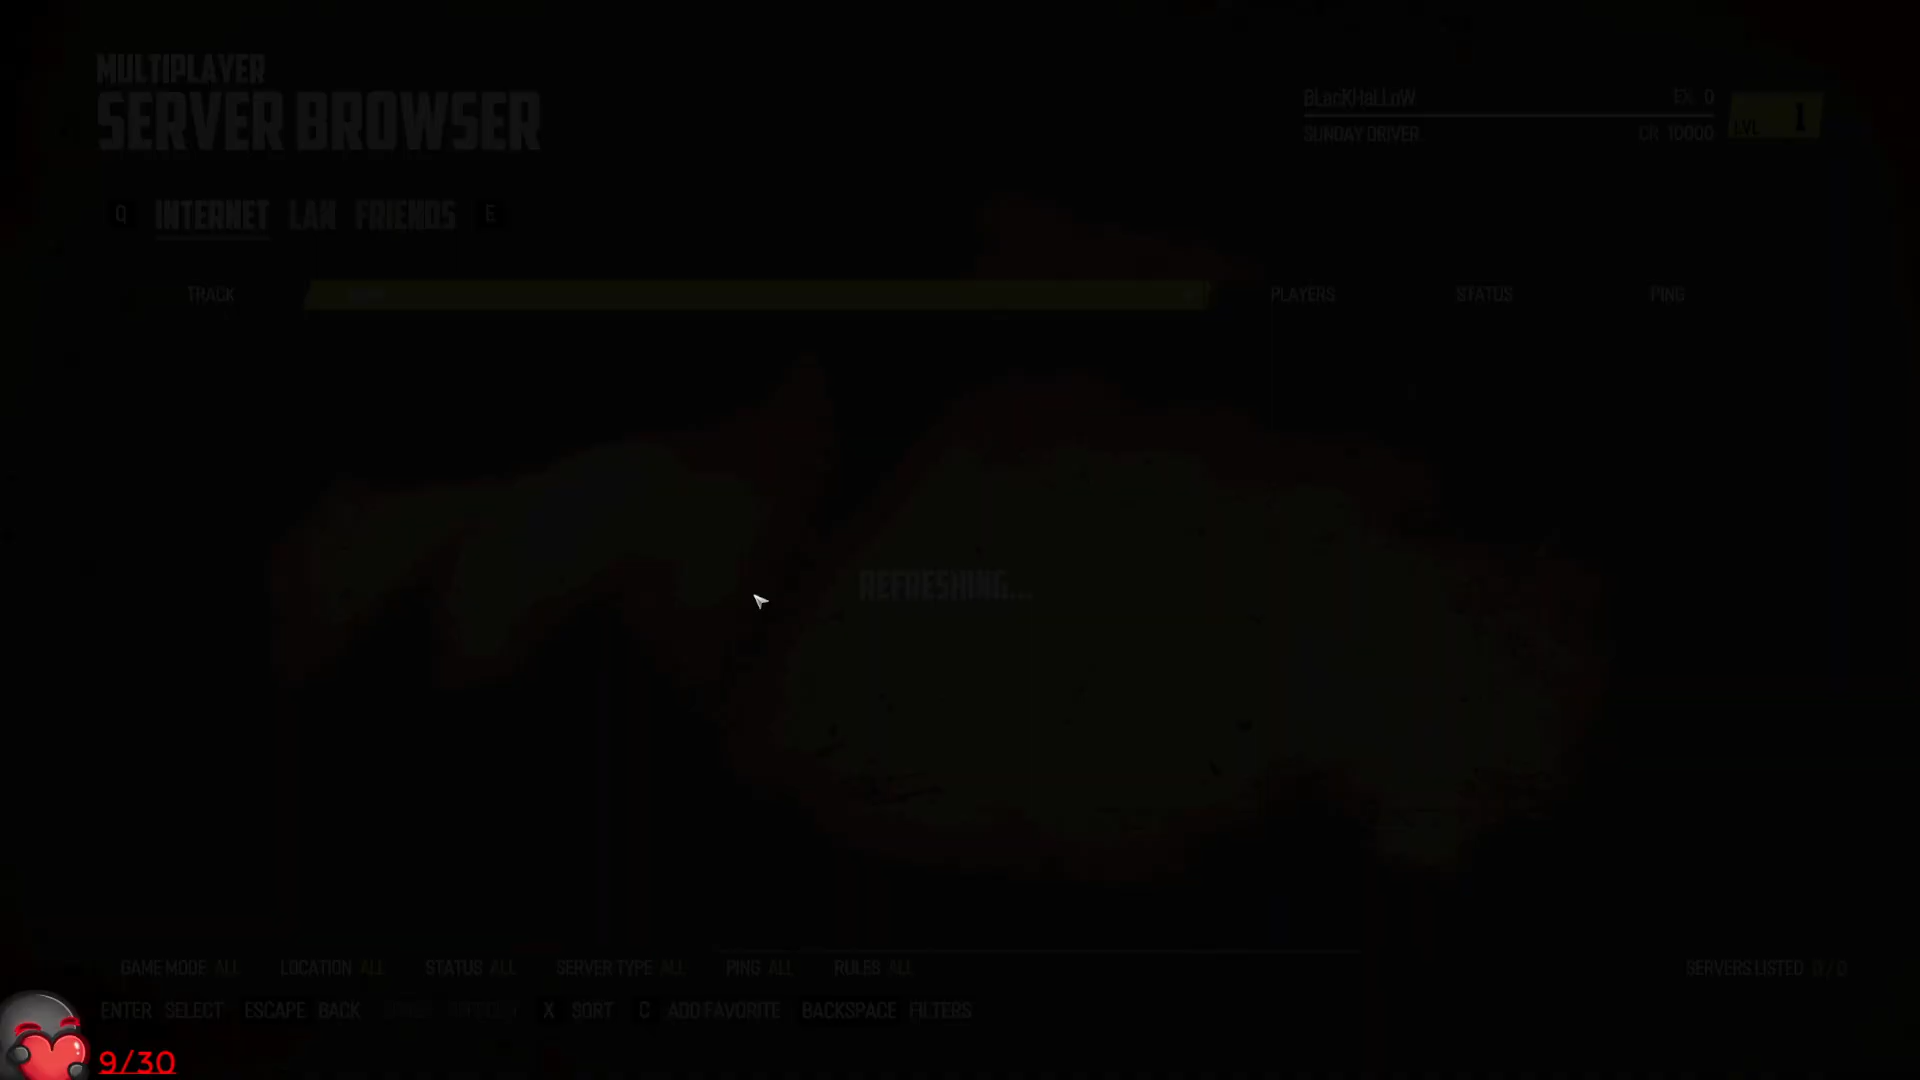 MULTIPLAYER
SERVER BROWSER
BLacKHaLLoW EX 0
SUNDAY DRIVER CR 10000
LVL 1
Q INTERNET LAN FRIENDS E
TRACK PLAYERS STATUS PING
REFRESHING...
GAME MODE ALL LOCATION ALL STATUS ALL SERVER TYPE ALL PING ALL RULES ALL SERVERS LISTED 0/0
ENTER SELECT ESCAPE BACK X SORT C ADD FAVORITE BACKSPACE FILTERS
9/30